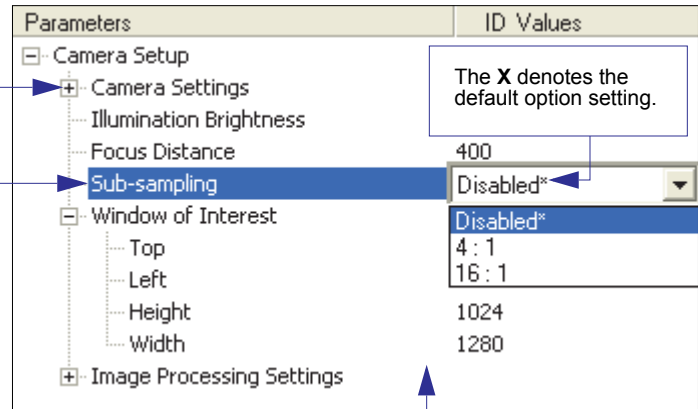 Parameters ID Values
Camera Setup
Camera Settings
Illumination Brightness
The X denotes the
default option setting.
Focus Distance 400
Sub-sampling Disabled*
Disabled*
4 : 1
16 : 1
Window of Interest
Top
Left
Height 1024
Width 1280
Image Processing Settings